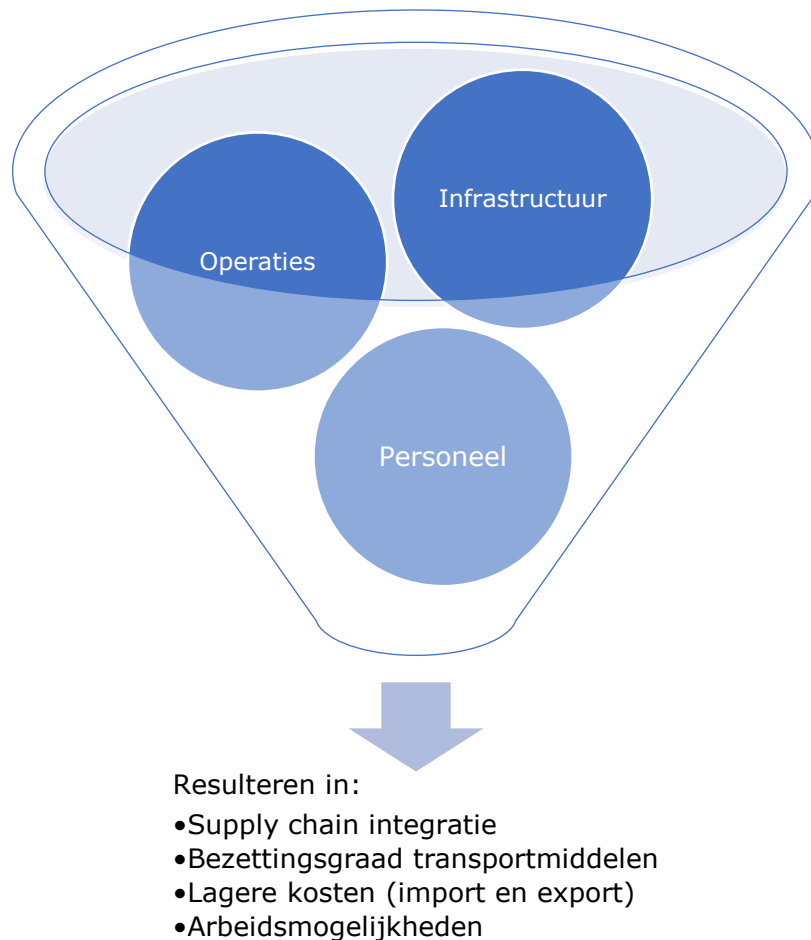 Infrastructuur
Operaties
Personeel
Resulteren in:
•Supply chain integratie
•Bezettingsgraad transportmiddelen
•Lagere kosten (import en export)
•Arbeidsmogelijkheden